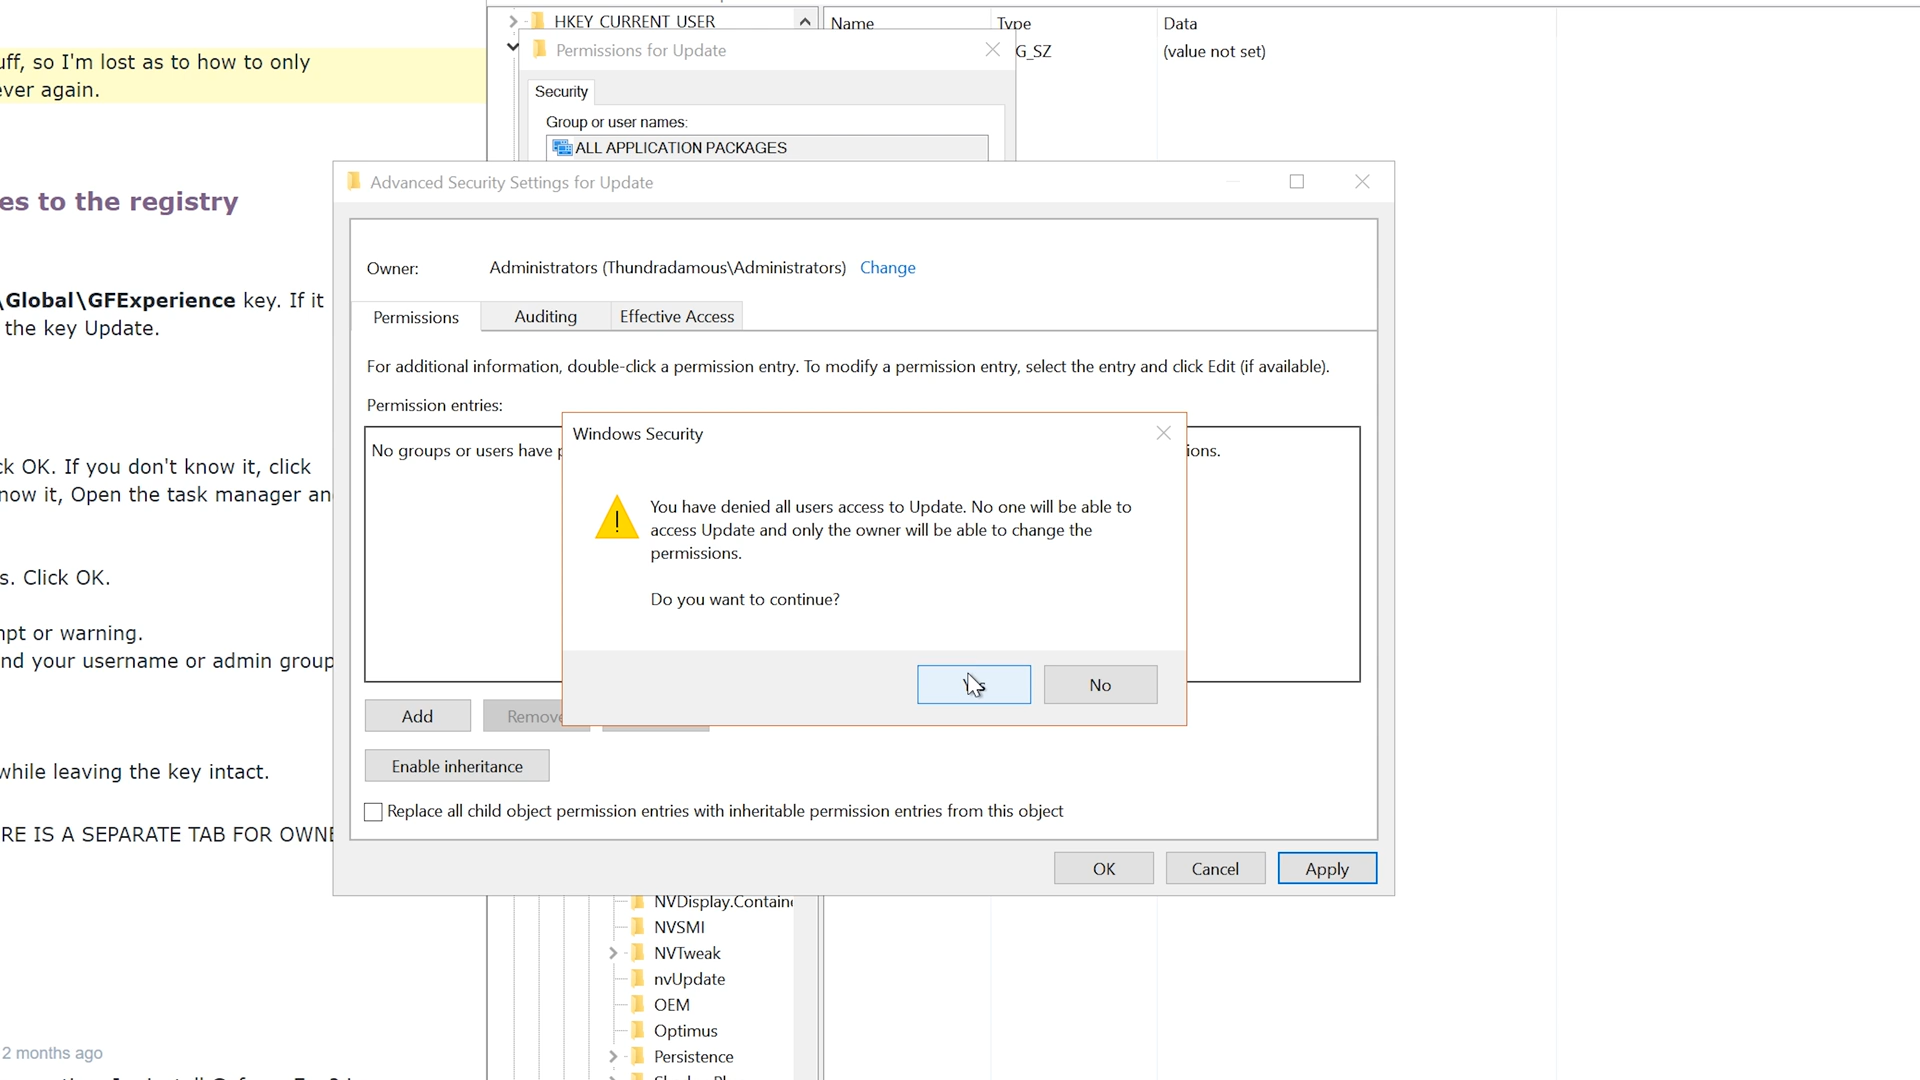 uff, so I'm lost as to how to only
ever again.
es to the registry
\Global\GFExperience key. If it
the key Update.
ck OK. If you don't know it, click
now it, Open the task manager an
s. Click OK.
mpt or warning.
nd your username or admin group
while leaving the key intact.
RE IS A SEPARATE TAB FOR OWNE
2 months ago
HKEY_CURRENT_USER
Name
Type
Data
G_SZ
(value not set)
Permissions for Update
Security
Group or user names:
ALL APPLICATION PACKAGES
Advanced Security Settings for Update
Owner:
Administrators (Thundradamous\Administrators) Change
Permissions
Auditing
Effective Access
For additional information, double-click a permission entry. To modify a permission entry, select the entry and click Edit (if available).
Permission entries:
No groups or users have p
ions.
Windows Security
You have denied all users access to Update. No one will be able to
access Update and only the owner will be able to change the
permissions.
Do you want to continue?
Yes
No
Add
Remove
Enable inheritance
Replace all child object permission entries with inheritable permission entries from this object
OK
Cancel
Apply
NVDisplay.Containe
NVSMI
NVTweak
nvUpdate
OEM
Optimus
Persistence